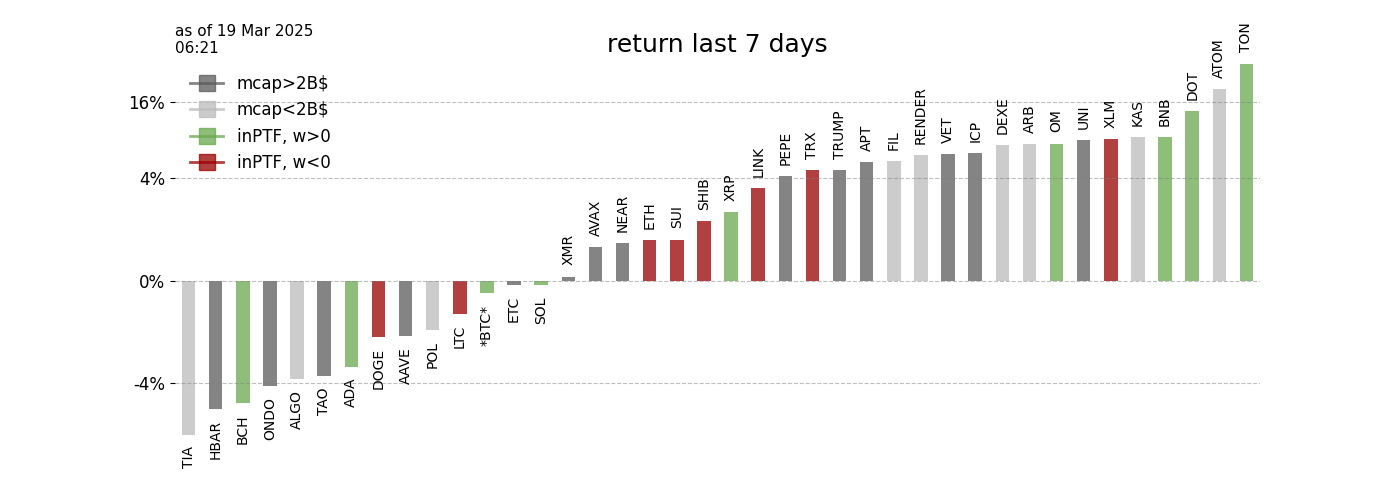 as of 19 Mar 2025
06:21
return last 7 days
mcap>2B$
mcap<2B$
inPTF, w>0
inPTF, w<0
16%
4%
0%
-4%
TIA
HBAR
BCH
ONDO
ALGO
TAO
ADA
DOGE
AAVE
POL
LTC
*BTC*
ETC
SOL
XMR
AVAX
NEAR
ETH
SUI
SHIB
XRP
LINK
PEPE
TRX
TRUMP
APT
FIL
RENDER
VET
ICP
DEXE
ARB
OM
UNI
XLM
KAS
BNB
DOT
ATOM
TON